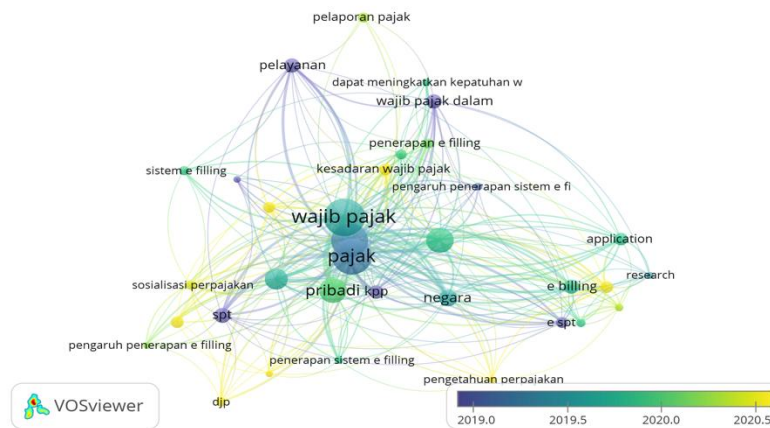 pelaporan pajak
pelayanan
dapat meningkatkan kepatuhan w
wajib pajak dalam
penerapan e filling
sistem e filling
kesadaran wajib pajak
pengaruh penerapan sistem e fi
wajib pajak
application
pajak
research
sosialisasi perpajakan
pribadi
kpp
negara
e billing
spt
e spt
pengaruh penerapan e filling
penerapan sistem e filling
pengetahuan perpajakan
djp
VOSviewer
2019.0
2019.5
2020.0
2020.5